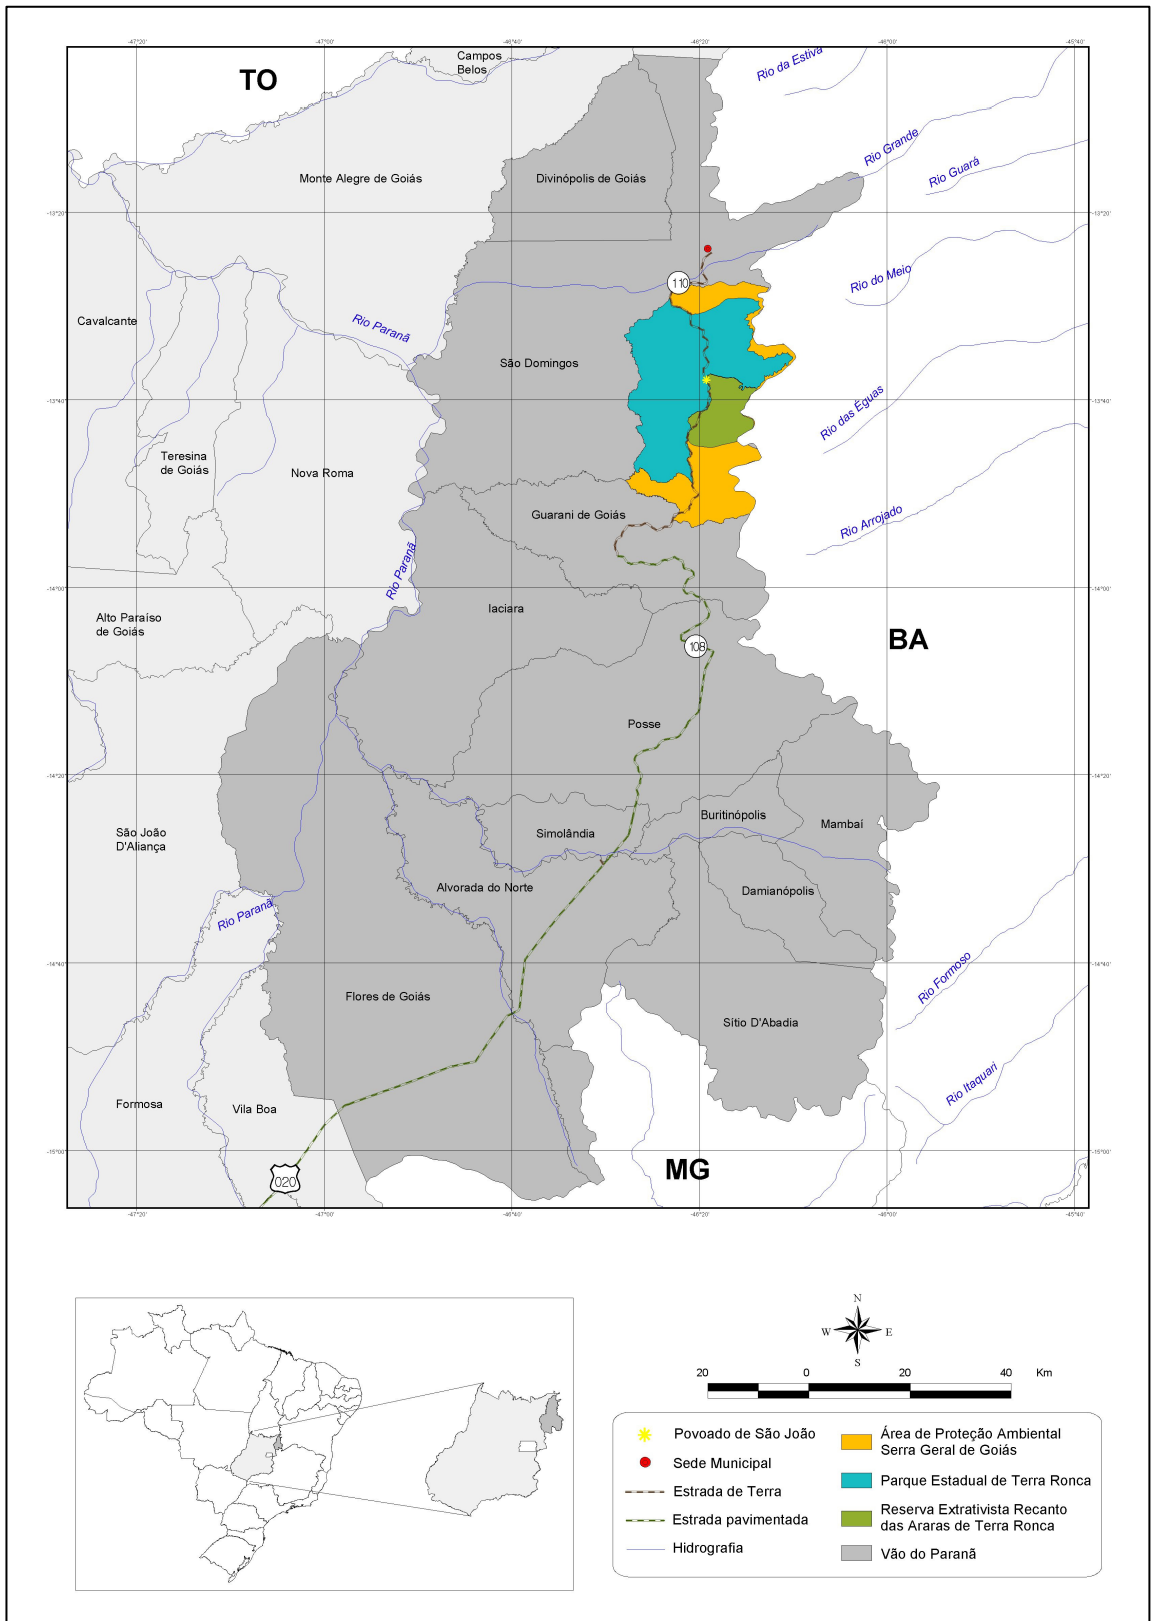 -47°20'
-47°00'
-46°40'
-46°20'
-46°00'
-45°40'
TO
Campos
Belos
Rio da Estiva
Rio Grande
Rio Guará
Monte Alegre de Goiás
Divinópolis de Goiás
-13°20'
-13°20'
110
Rio do Meio
Cavalcante
Rio Paranã
São Domingos
-13°40'
-13°40'
Rio das Éguas
Teresina
de Goiás
Nova Roma
Guarani de Goiás
Rio Arrojado
Rio Paranã
-14°00'
-14°00'
Iaciara
Alto Paraíso
de Goiás
BA
108
Posse
-14°20'
-14°20'
São João
D'Aliança
Simolândia
Buritinópolis
Mambaí
Alvorada do Norte
Damianópolis
Rio Paranã
-14°40'
-14°40'
Rio Formoso
Flores de Goiás
Sítio D'Abadia
Formosa
Vila Boa
Rio Itaquari
-15°00'
-15°00'
MG
020
-47°20'
-47°00'
-46°40'
-46°20'
-46°00'
-45°40'
N
W
E
S
20
0
20
40
Km
Povoado de São João
Sede Municipal
Estrada de Terra
Estrada pavimentada
Hidrografia
Área de Proteção Ambiental
Serra Geral de Goiás
Parque Estadual de Terra Ronca
Reserva Extrativista Recanto
das Araras de Terra Ronca
Vão do Paranã